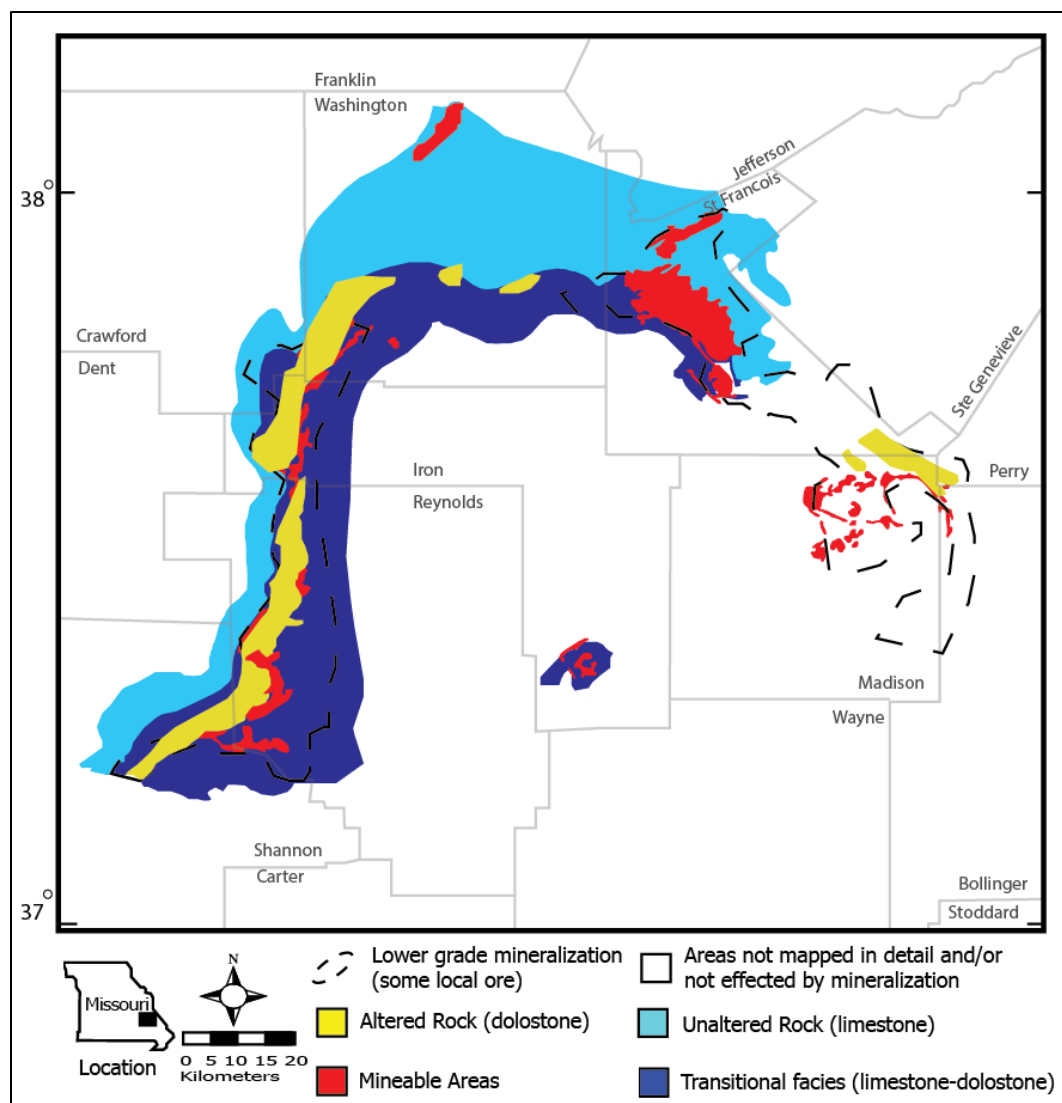 Franklin
Washington
Jefferson
St Francois
38°
Crawford
Dent
Ste Genevieve
Iron
Reynolds
Perry
Madison
Wayne
Shannon
Carter
37°
Bollinger
Stoddard
Missouri
Location
N
0 5 10 15 20
Kilometers
Lower grade mineralization
(some local ore)
Altered Rock (dolostone)
Mineable Areas
Areas not mapped in detail and/or
not effected by mineralization
Unaltered Rock (limestone)
Transitional facies (limestone-dolostone)